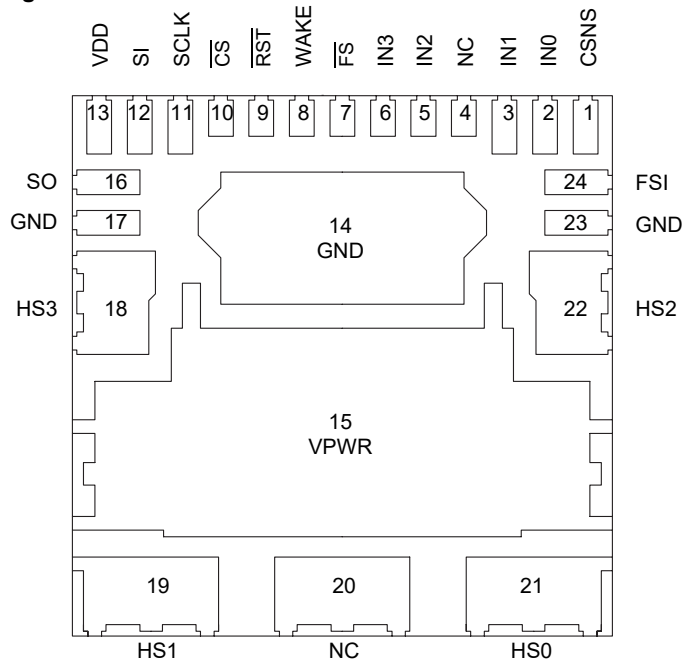 g
VDD SI SCLK CS RST WAKE FS IN3 IN2 NC IN1 IN0 CSNS
13 12 11 10 9 8 7 6 5 4 3 2 1
SO 16 24 FSI
GND 17 23 GND
14
GND
HS3 18 22 HS2
15
VPWR
19 20 21
HS1 NC HS0